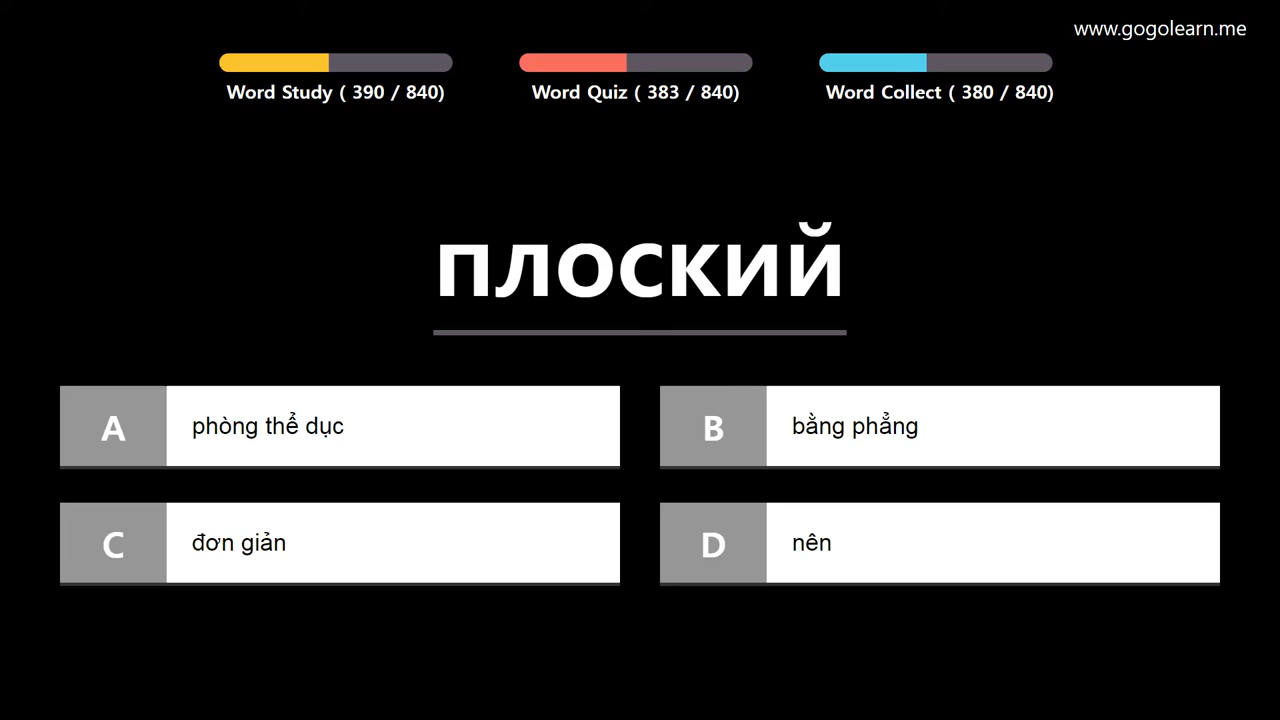 www.gogolearn.me
Word Study ( 390 / 840)
Word Quiz ( 383 / 840)
Word Collect ( 380 / 840)
плоский
A phòng thể dục
B bằng phẳng
C đơn giản
D nên